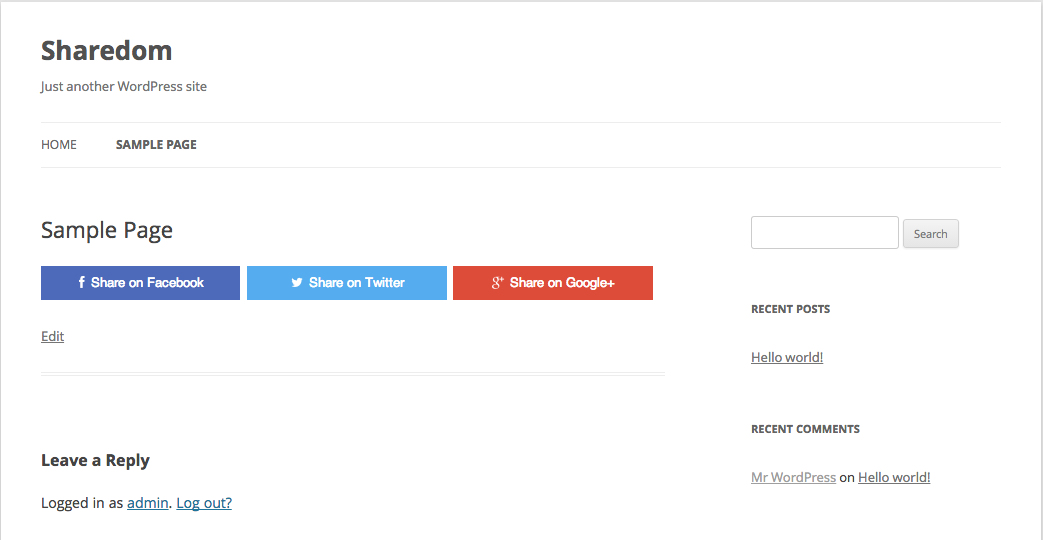 Sharedom
Just another WordPress site
HOME SAMPLE PAGE
Sample Page
Share on Facebook Share on Twitter Share on Google+
Edit
Leave a Reply
Logged in as admin. Log out?
Search
RECENT POSTS
Hello world!
RECENT COMMENTS
Mr WordPress on Hello world!